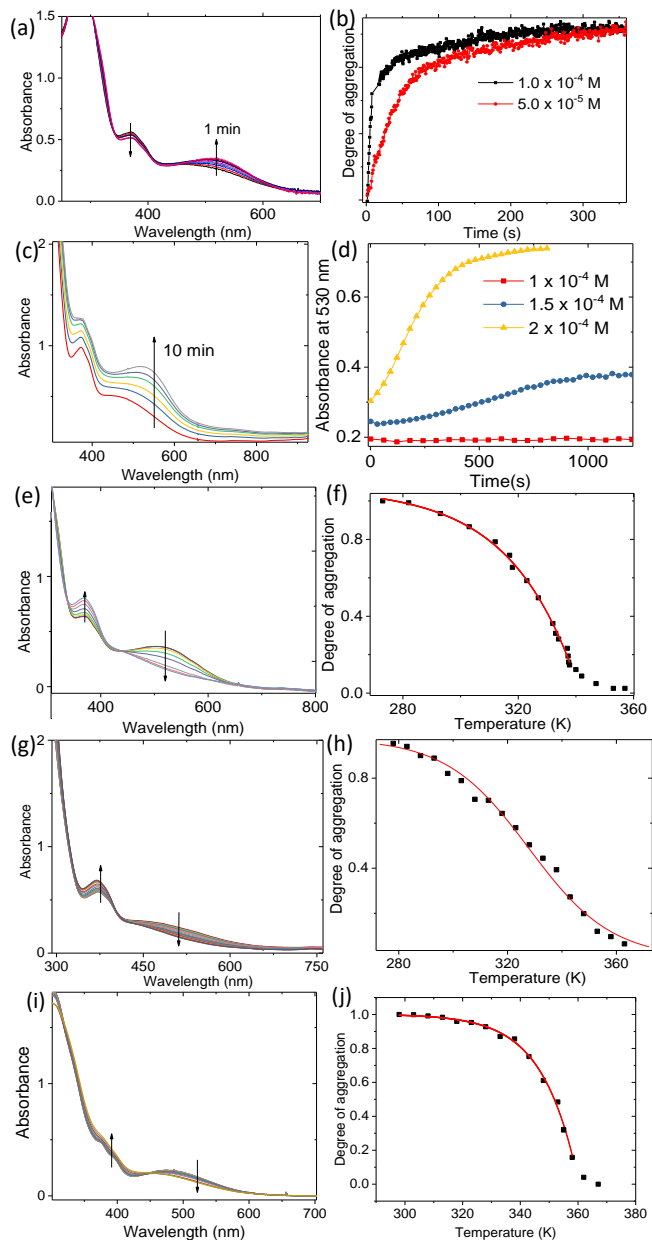 (a)
1.5
1.0
0.5
0.0
Absorbance
1 min
400
600
Wavelength (nm)
(b)
Degree of aggregation
1.0 x 10⁻⁴ M
5.0 x 10⁻⁵ M
0
100
200
300
Time (s)
(c)
2
1
Absorbance
10 min
400
600
800
Wavelength (nm)
(d)
Absorbance at 530 nm
0.6
0.4
0.2
1 x 10⁻⁴ M
1.5 x 10⁻⁴ M
2 x 10⁻⁴ M
0
500
1000
Time(s)
(e)
1
0
Absorbance
400
600
800
Wavelength (nm)
(f)
Degree of aggregation
0.8
0.4
0.0
280
320
360
Temperature (K)
(g)
2
1
0
Absorbance
300
450
600
750
Wavelength (nm)
(h)
Degree of aggregation
0.8
0.4
280
320
360
Temperature (K)
(i)
1
0
Absorbance
400
500
600
700
Wavelength (nm)
(j)
Degree of aggregation
1.0
0.8
0.6
0.4
0.2
0.0
300
320
340
360
380
Temperature (K)